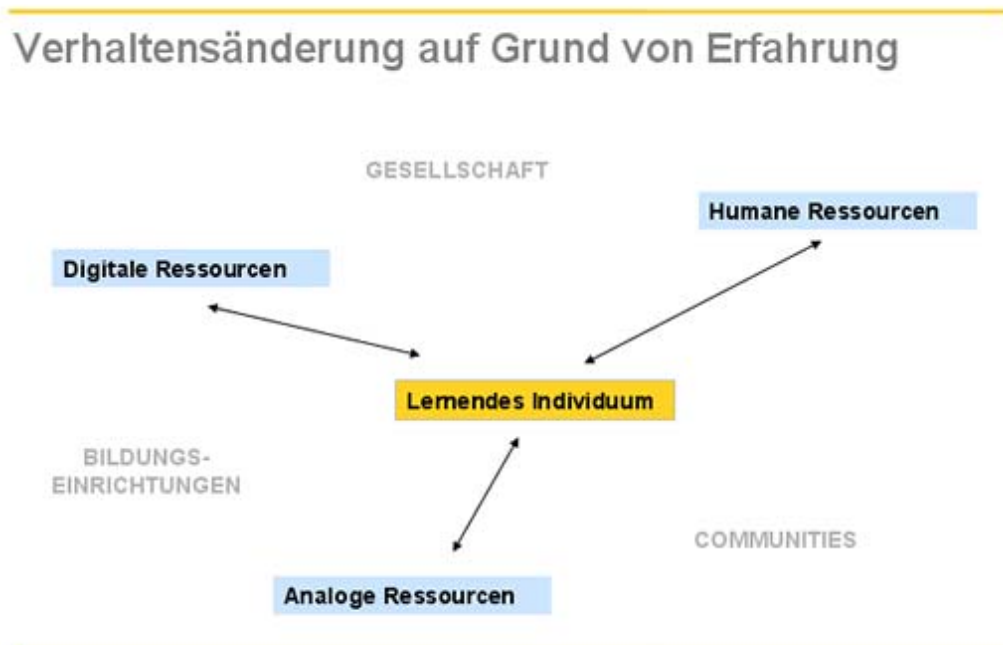 Verhaltensänderung auf Grund von Erfahrung
GESELLSCHAFT
Humane Ressourcen
Digitale Ressourcen
Lernendes Individuum
BILDUNGS-
EINRICHTUNGEN
COMMUNITIES
Analoge Ressourcen